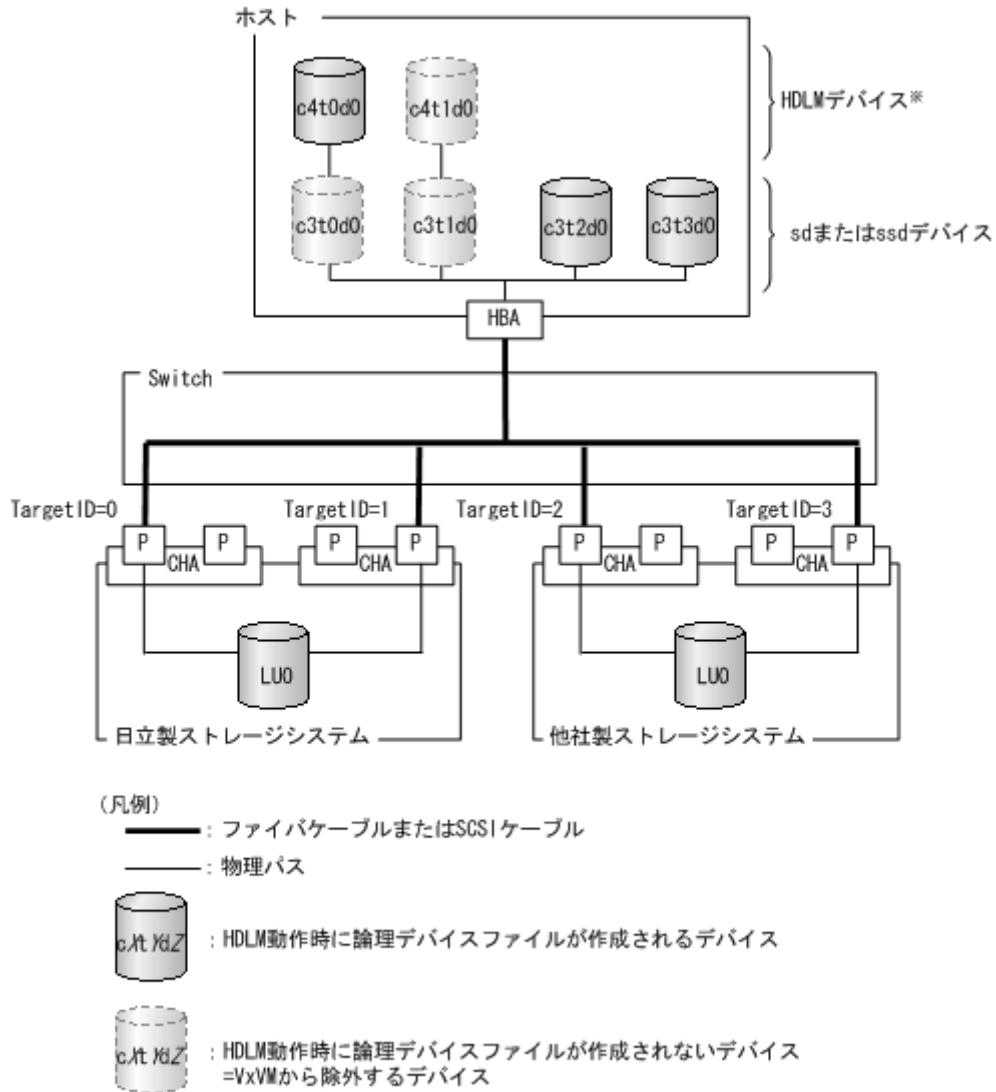 ホスト
c4t0d0 c4t1d0
HDLMデバイス※
c3t0d0 c3t1d0 c3t2d0 c3t3d0
sdまたはssdデバイス
HBA
Switch
TargetID=0 TargetID=1 TargetID=2 TargetID=3
P P P P P P P P
CHA CHA CHA CHA
LU0 LU0
日立製ストレージシステム 他社製ストレージシステム
(凡例)
: ファイバケーブルまたはSCSIケーブル
: 物理パス
cXtYdZ : HDLM動作時に論理デバイスファイルが作成されるデバイス
cXtYdZ : HDLM動作時に論理デバイスファイルが作成されないデバイス
=VxVMから除外するデバイス